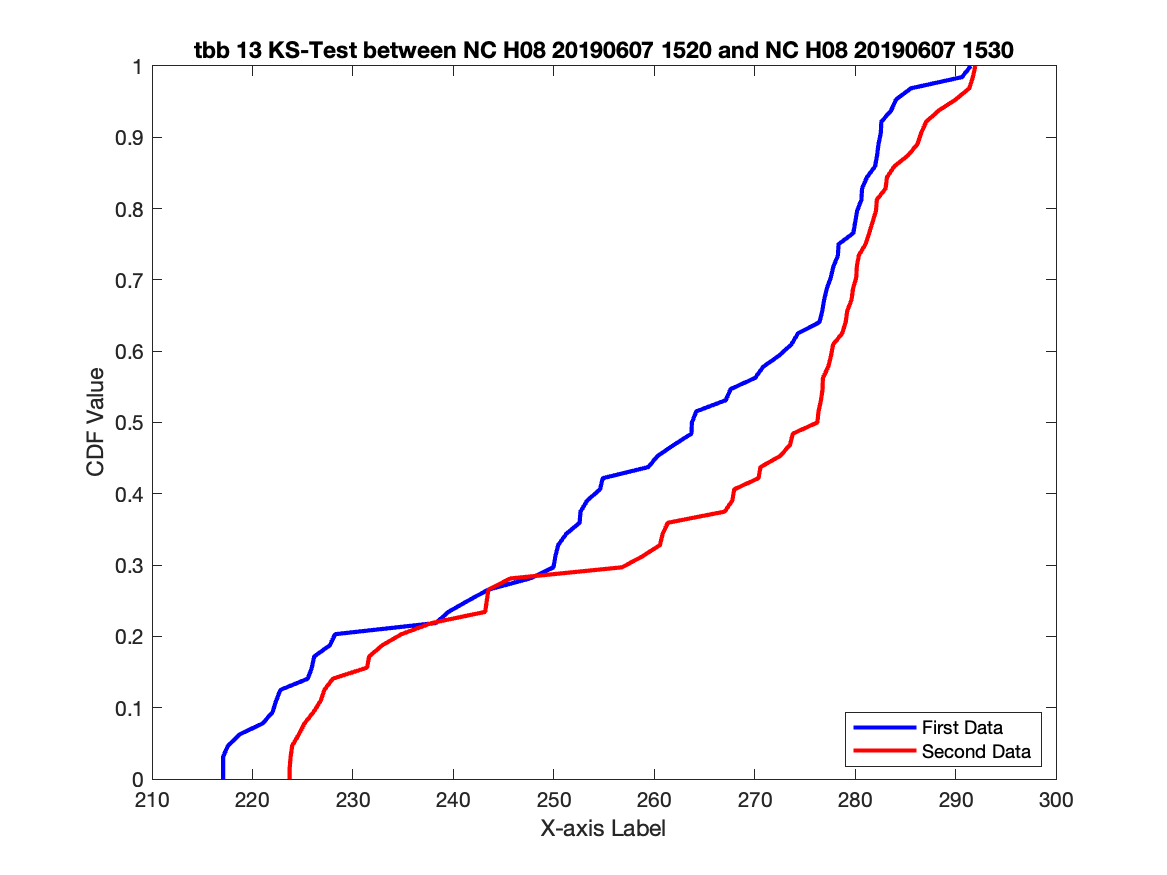 tbb 13 KS-Test between NC H08 20190607 1520 and NC H08 20190607 1530
1
0.9
0.8
0.7
0.6
0.5
0.4
0.3
0.2
0.1
0
CDF Value
First Data
Second Data
210 220 230 240 250 260 270 280 290 300
X-axis Label